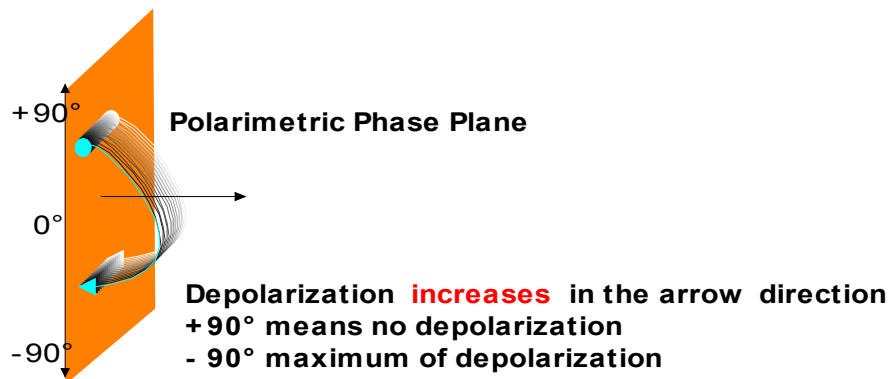 +90°
Polarimetric Phase Plane
0°
Depolarization increases in the arrow direction
+90° means no depolarization
- 90° maximum of depolarization
-90°